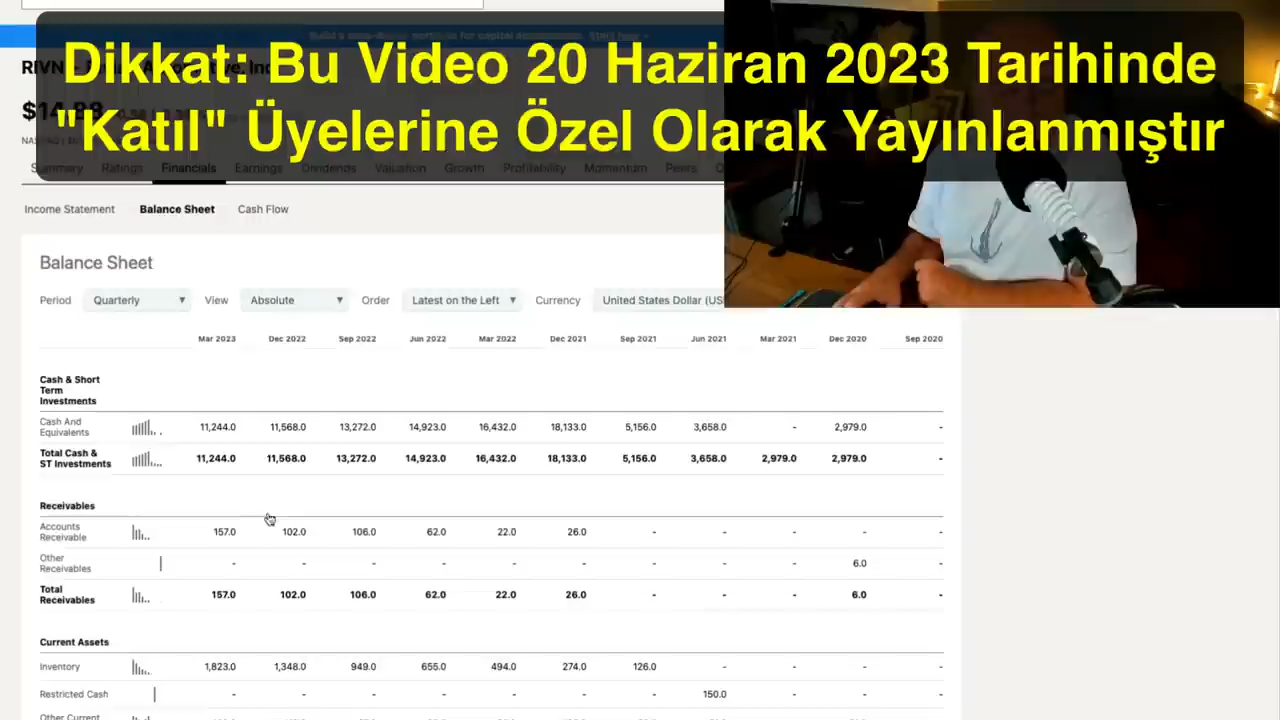 Dikkat: Bu Video 20 Haziran 2023 Tarihinde
"Katıl" Üyelerine Özel Olarak Yayınlanmıştır
Summary Ratings Financials Earnings Dividends Valuation Growth Profitability Momentum Peers
Income Statement Balance Sheet Cash Flow
Balance Sheet
Period Quarterly View Absolute Order Latest on the Left Currency United States Dollar (US
Mar 2023 Dec 2022 Sep 2022 Jun 2022 Mar 2022 Dec 2021 Sep 2021 Jun 2021 Mar 2021 Dec 2020 Sep 2020
Cash & Short
Term
Investments
Cash And
Equivalents 11,244.0 11,568.0 13,272.0 14,923.0 16,432.0 18,133.0 5,156.0 3,658.0 - 2,979.0 -
Total Cash &
ST Investments 11,244.0 11,568.0 13,272.0 14,923.0 16,432.0 18,133.0 5,156.0 3,658.0 2,979.0 2,979.0 -
Receivables
Accounts
Receivable 157.0 102.0 106.0 62.0 22.0 26.0 - - - - -
Other
Receivables - - - - - - - - - 6.0 -
Total
Receivables 157.0 102.0 106.0 62.0 22.0 26.0 - - - 6.0 -
Current Assets
Inventory 1,823.0 1,348.0 949.0 655.0 494.0 274.0 126.0 - - - -
Restricted Cash - - - - - - - 150.0 - - -
Other Current